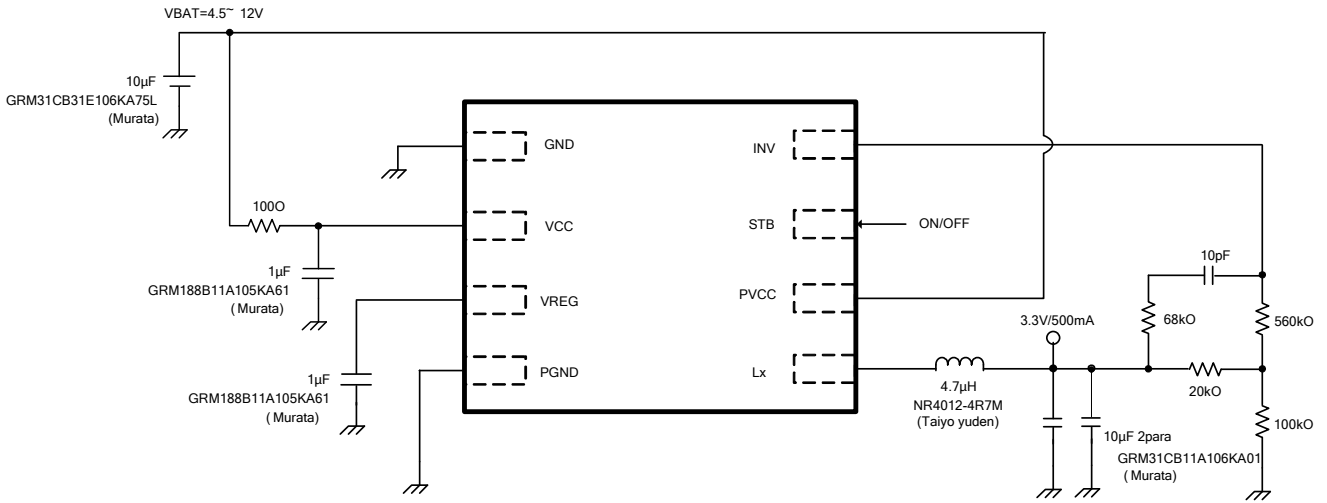 VBAT=4.5~ 12V
10µF
GRM31CB31E106KA75L
(Murata)
GND
INV
100O
VCC
STB
ON/OFF
1µF
GRM188B11A105KA61
(Murata)
10pF
VREG
PVCC
3.3V/500mA
68kO
560kO
1µF
GRM188B11A105KA61
(Murata)
PGND
Lx
4.7µH
NR4012-4R7M
(Taiyo yuden)
20kO
10µF 2para
GRM31CB11A106KA01
(Murata)
100kO